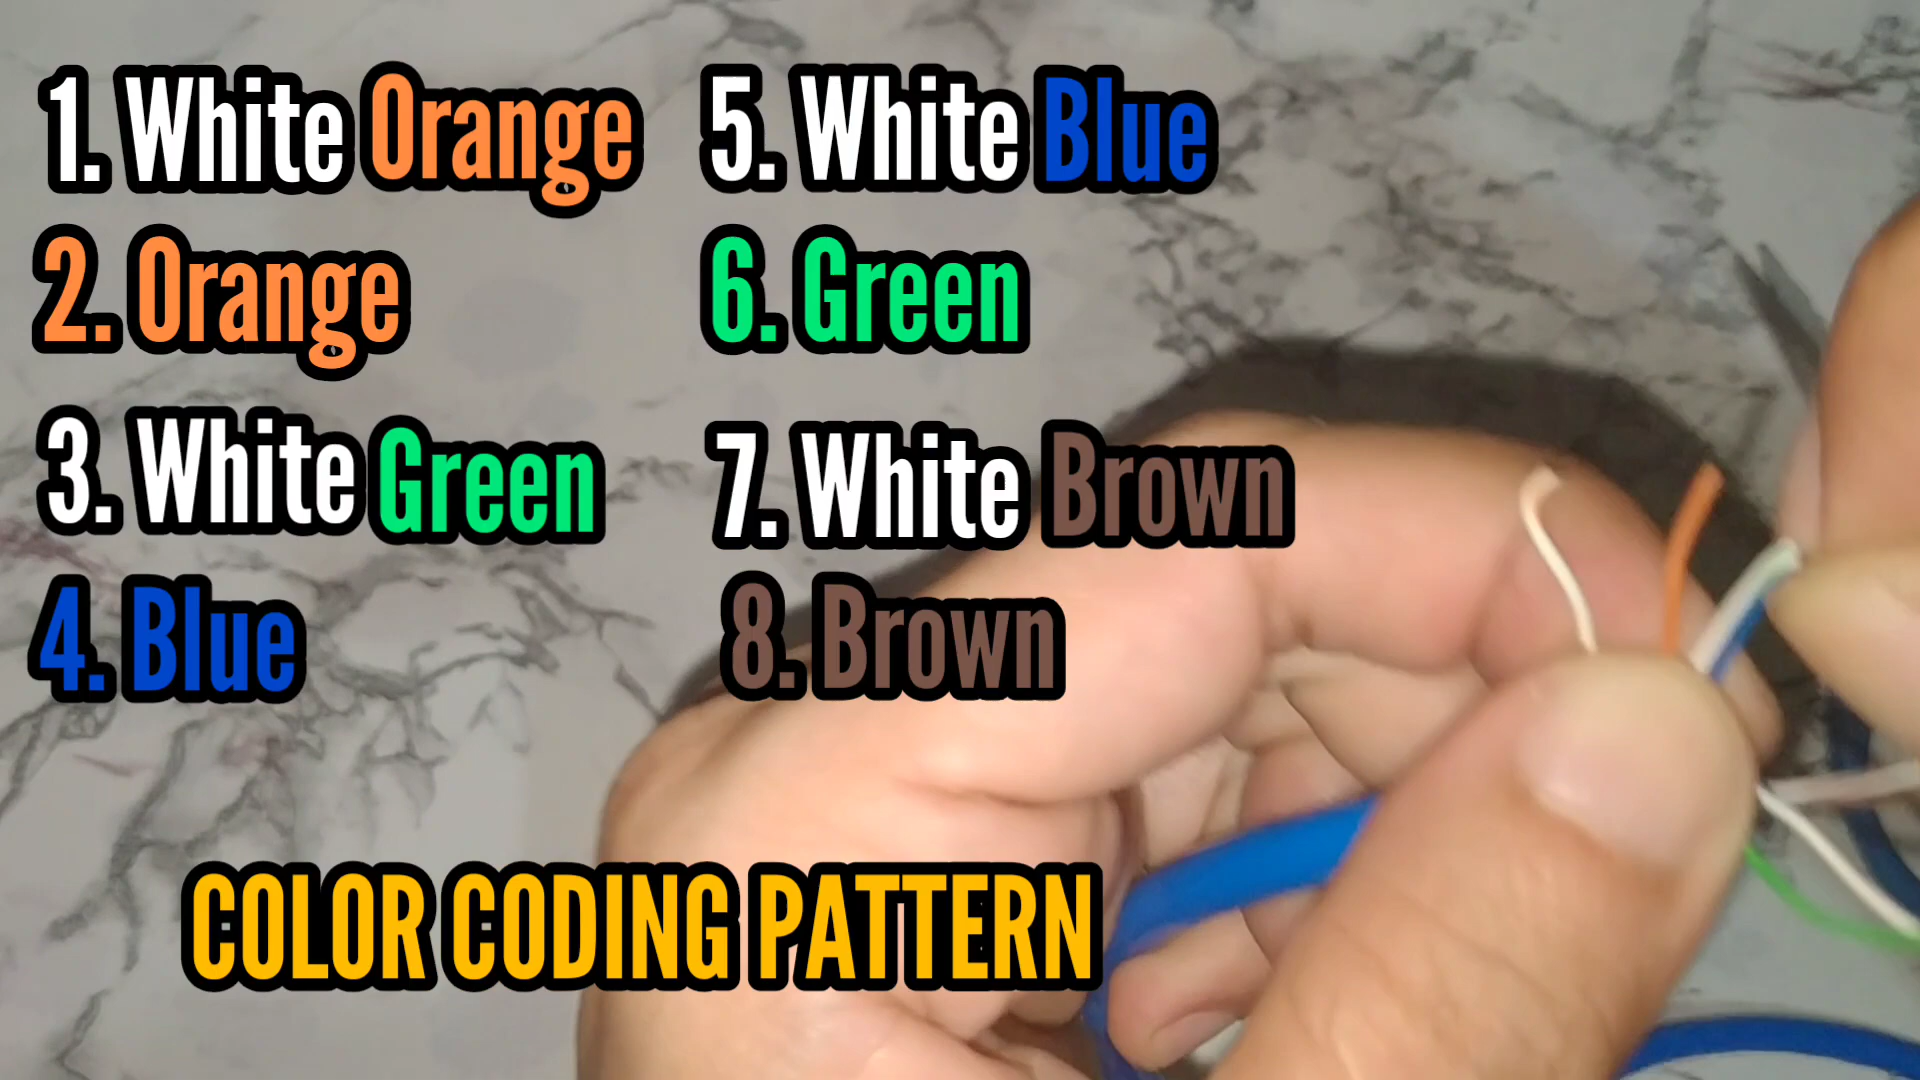 1. White Orange
2. Orange
3. White Green
4. Blue
5. White Blue
6. Green
7. White Brown
8. Brown
COLOR CODING PATTERN